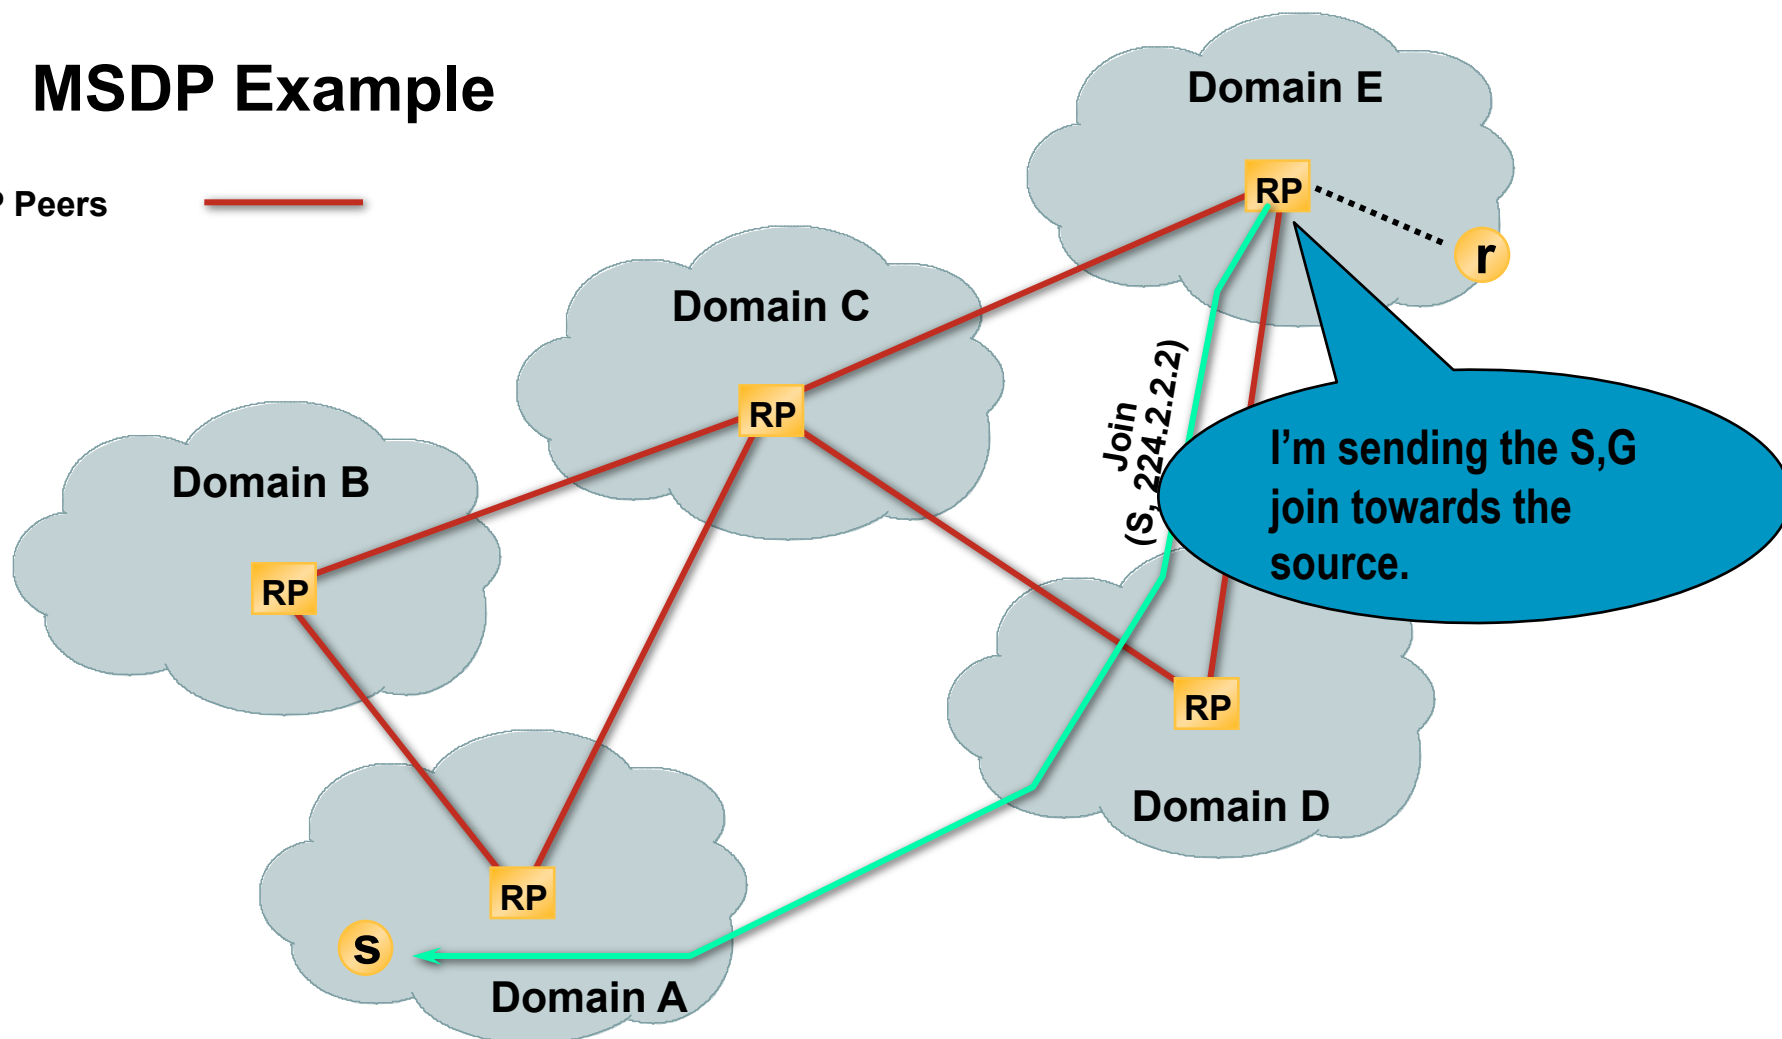 MSDP Example
P Peers
Domain E
RP
r
Domain C
RP
Join
(S, 224.2.2.2)
I'm sending the S,G
join towards the
source.
Domain B
RP
RP
Domain D
RP
s
Domain A